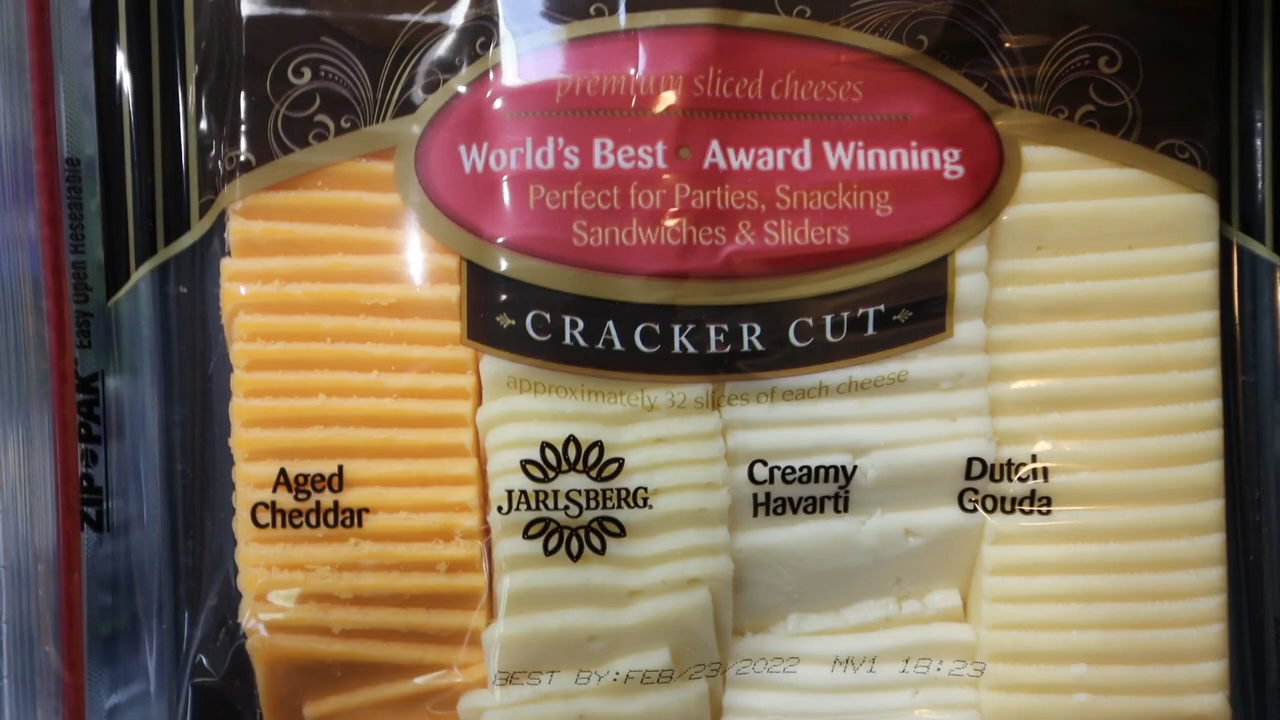 premium sliced cheeses
World's Best • Award Winning
Perfect for Parties, Snacking
Sandwiches & Sliders
CRACKER CUT
approximately 32 slices of each cheese
Aged
Cheddar
JARLSBERG®
Creamy
Havarti
Dutch
Gouda
BEST BY:FEB/23/2022 MV1 18:23
ZIP PAK Easy Open Resealable